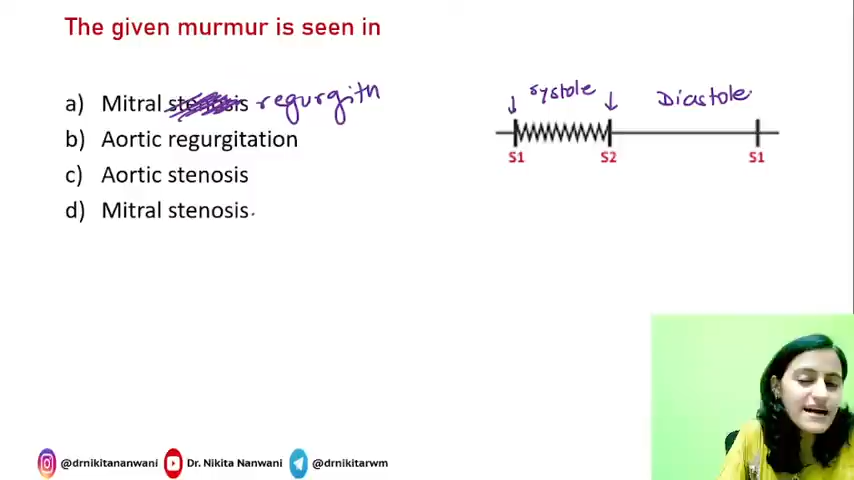 The given murmur is seen in
a) Mitral stenosis regurgitn
b) Aortic regurgitation
c) Aortic stenosis
d) Mitral stenosis
systole Diastole
S1 S2 S1
@drnikitananwani Dr. Nikita Nanwani @drnikitarwm